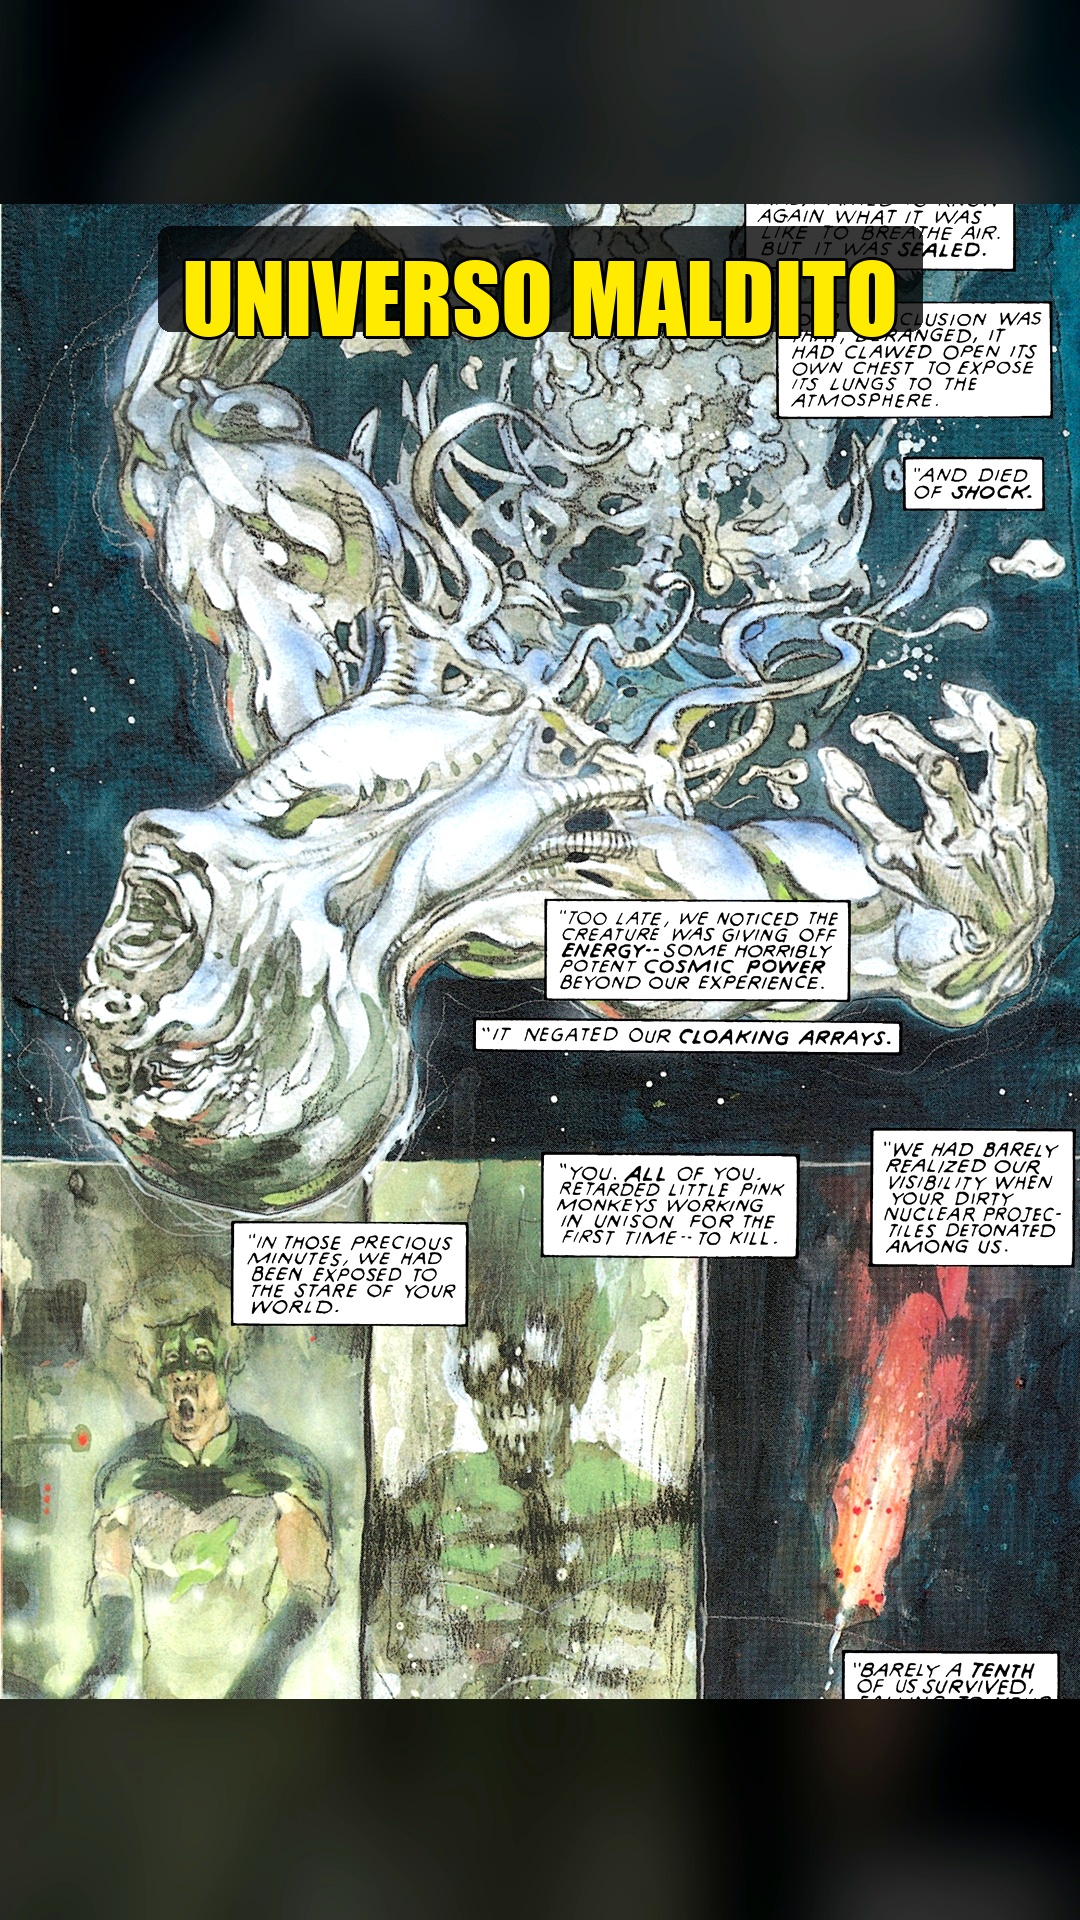 UNIVERSO MALDITO
AGAIN WHAT IT WAS
LIKE TO BREATHE AIR.
BUT IT WAS SEALED.
CLUSION WAS
THAT, DERANGED, IT
HAD CLAWED OPEN ITS
OWN CHEST TO EXPOSE
ITS LUNGS TO THE
ATMOSPHERE.
"AND DIED
OF SHOCK.
"TOO LATE, WE NOTICED THE
CREATURE WAS GIVING OFF
ENERGY--SOME HORRIBLY
POTENT COSMIC POWER
BEYOND OUR EXPERIENCE.
"IT NEGATED OUR CLOAKING ARRAYS.
"IN THOSE PRECIOUS
MINUTES, WE HAD
BEEN EXPOSED TO
THE STARE OF YOUR
WORLD.
"YOU. ALL OF YOU.
RETARDED LITTLE PINK
MONKEYS WORKING
IN UNISON FOR THE
FIRST TIME--TO KILL.
"WE HAD BARELY
REALIZED OUR
VISIBILITY WHEN
YOUR DIRTY
NUCLEAR PROJEC-
TILES DETONATED
AMONG US.
"BARELY A TENTH
OF US SURVIVED,